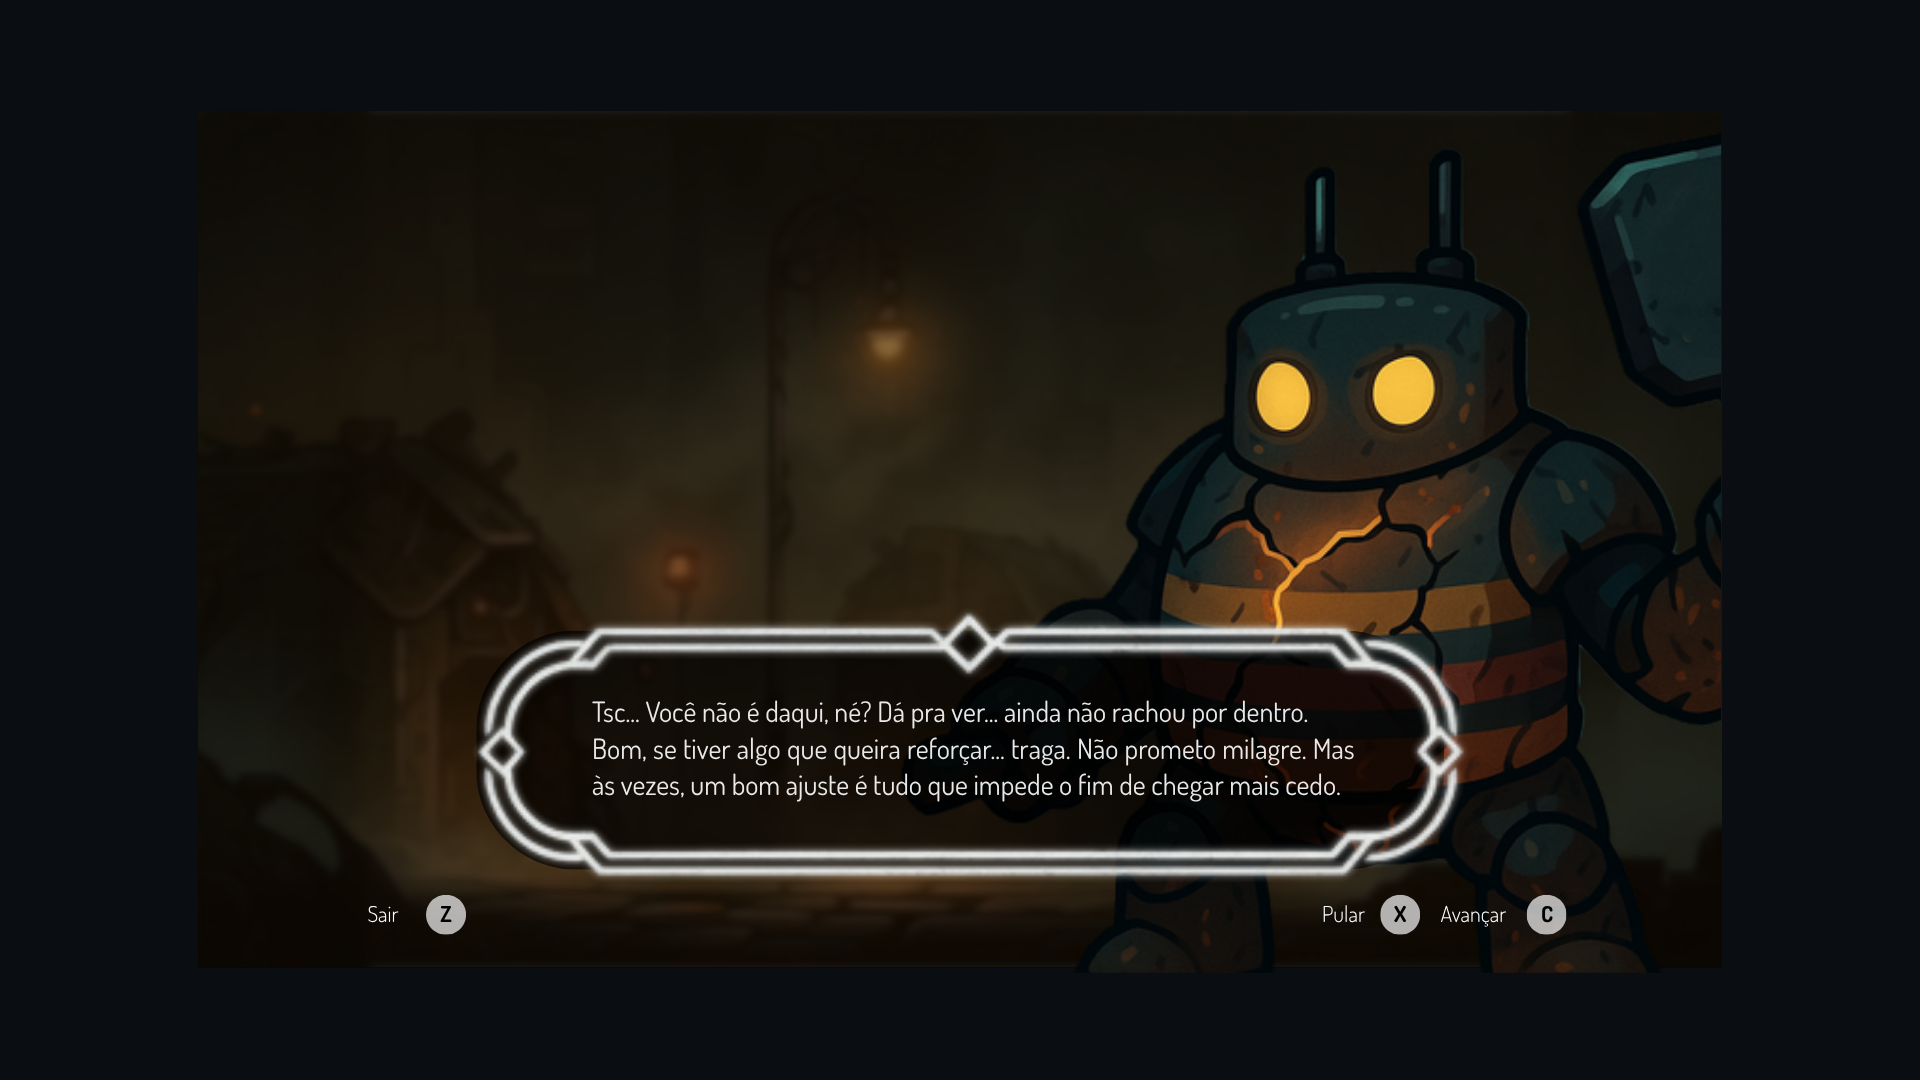 Tsc... Você não é daqui, né? Dá pra ver... ainda não rachou por dentro.
Bom, se tiver algo que queira reforçar... traga. Não prometo milagre. Mas
às vezes, um bom ajuste é tudo que impede o fim de chegar mais cedo.
Sair Z Pular X Avançar C